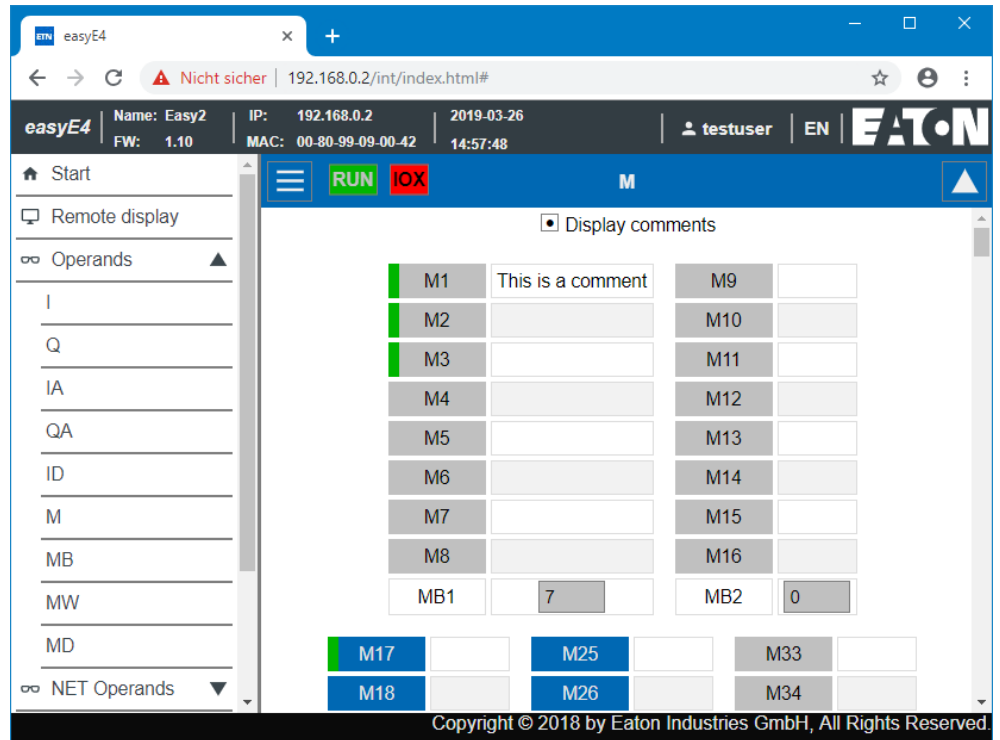 ETN easyE4
Nicht sicher | 192.168.0.2/int/index.html#
easyE4 Name: Easy2 IP: 192.168.0.2 2019-03-26 testuser EN EATON
FW: 1.10 MAC: 00-80-99-09-00-42 14:57:48
Start
Remote display
Operands
I
Q
IA
QA
ID
M
MB
MW
MD
NET Operands
RUN IOX M
Display comments
M1 This is a comment M9
M2 M10
M3 M11
M4 M12
M5 M13
M6 M14
M7 M15
M8 M16
MB1 7 MB2 0
M17 M25 M33
M18 M26 M34
Copyright © 2018 by Eaton Industries GmbH, All Rights Reserved.